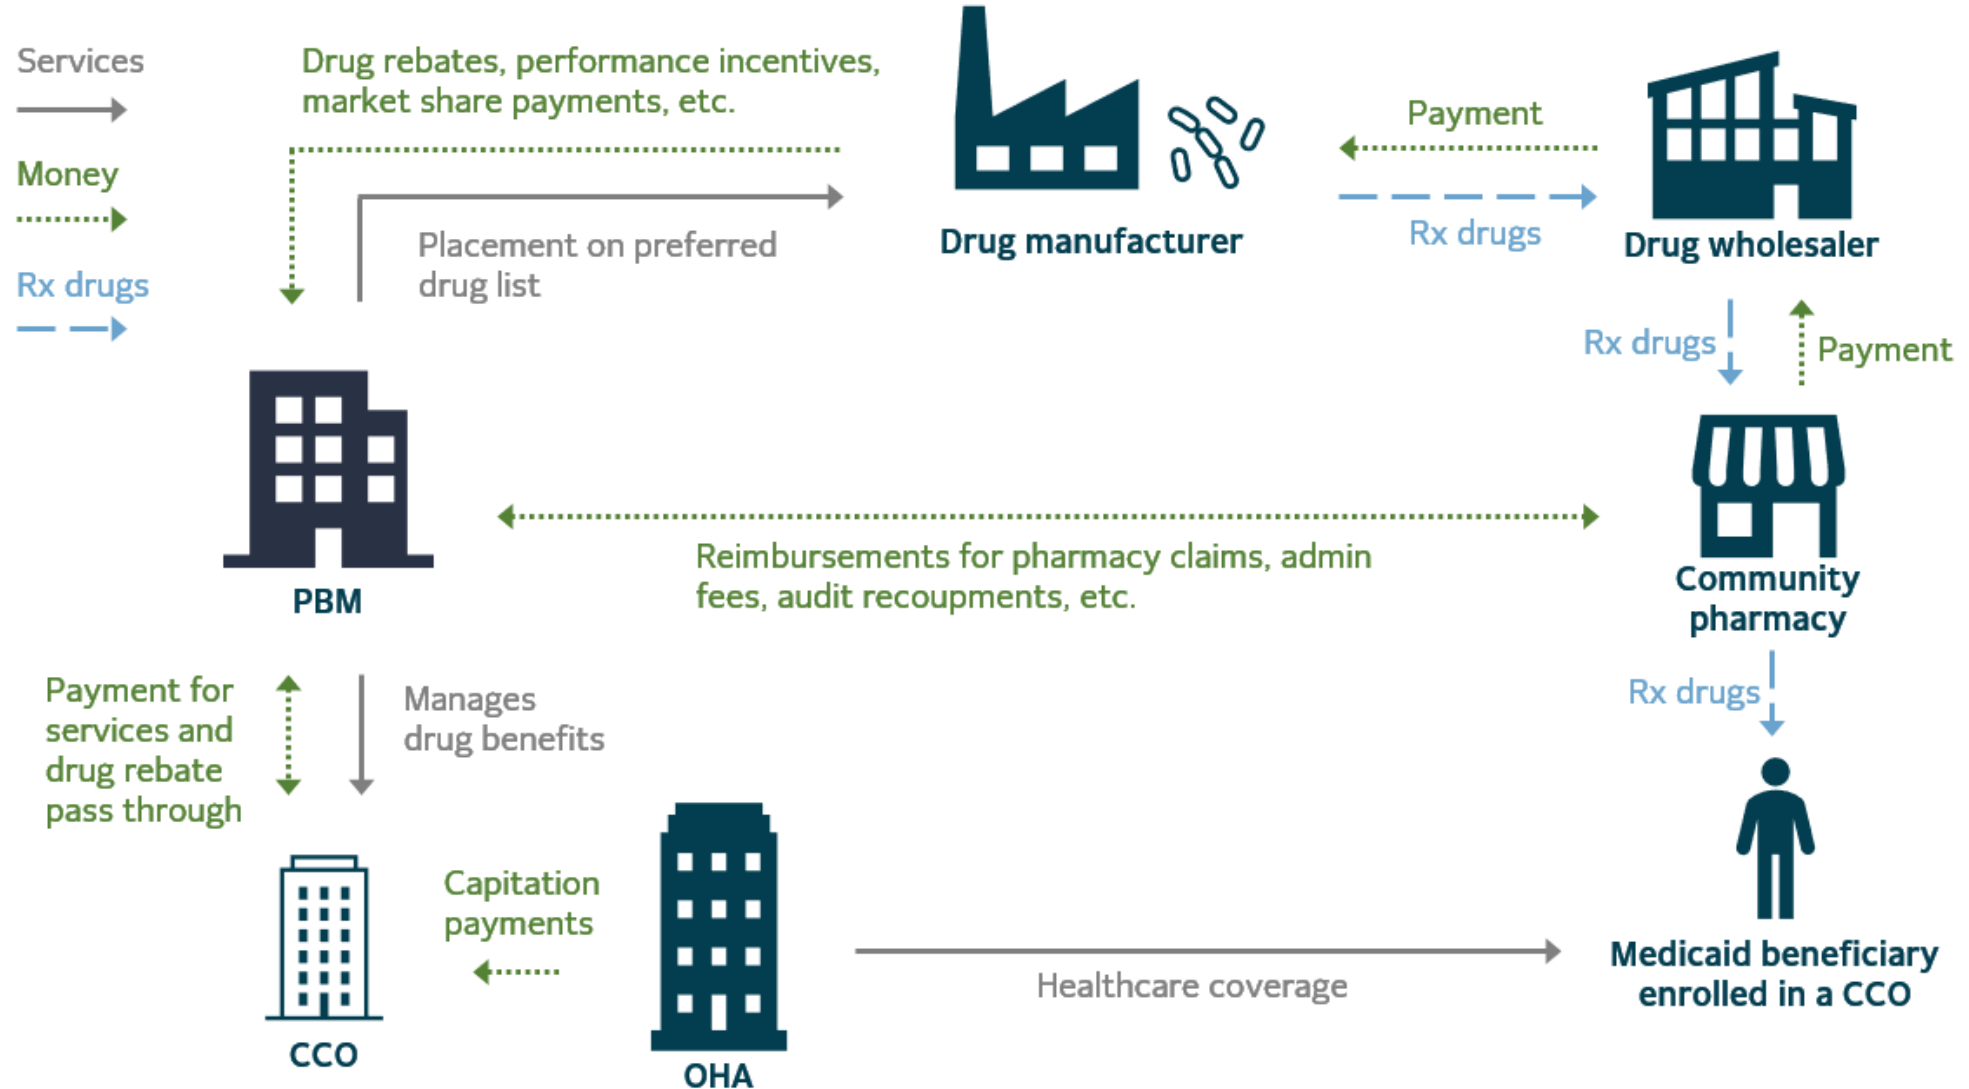 Services
Money
Rx drugs
Drug rebates, performance incentives,
market share payments, etc.
Placement on preferred
drug list
Drug manufacturer
Payment
Rx drugs
Drug wholesaler
Rx drugs
Payment
PBM
Reimbursements for pharmacy claims, admin
fees, audit recoupments, etc.
Community
pharmacy
Payment for
services and
drug rebate
pass through
Manages
drug benefits
Rx drugs
CCO
Capitation
payments
OHA
Healthcare coverage
Medicaid beneficiary
enrolled in a CCO